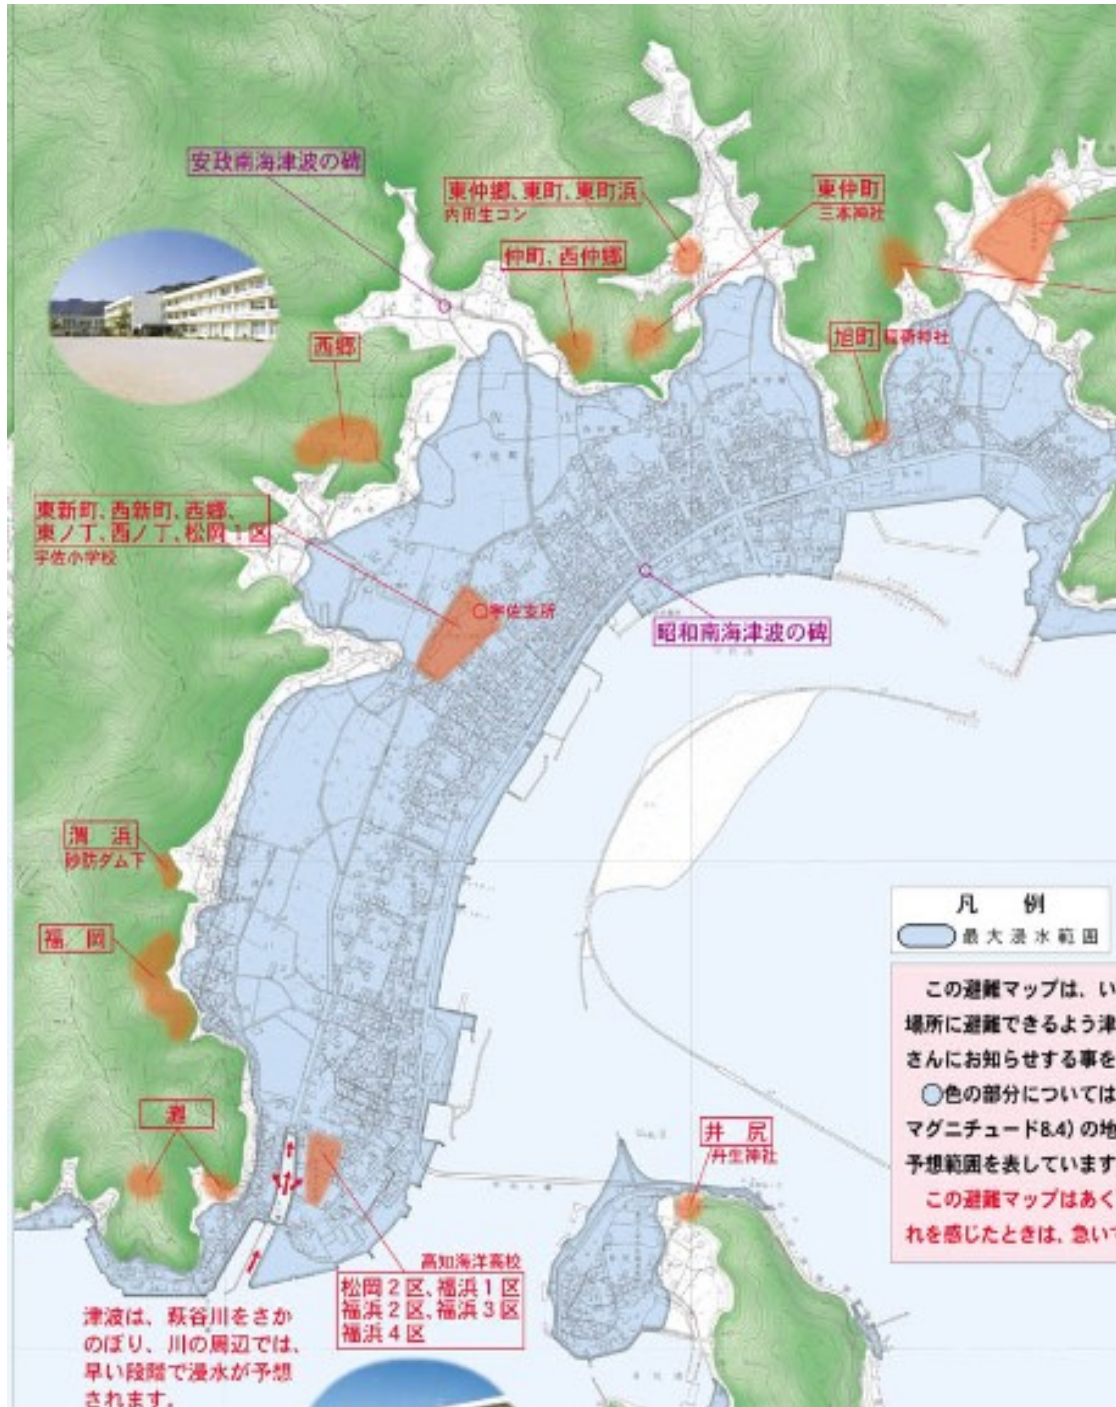 安政南海津波の碑
東仲郷、東町、東町浜
内田生コン
東仲町
三本神社
仲町、西仲郷
旭町 稲荷神社
西郷
東新町、西新町、西郷、
東ノ丁、西ノ丁、松岡1区
宇佐小学校
○宇佐支所
昭和南海津波の碑
渭 浜
砂防ダム下
福 岡
凡 例
最大浸水範囲
この避難マップは、い
場所に避難できるよう津
さんにお知らせする事を
○色の部分については
マグニチュード8.4)の地
予想範囲を表しています
この避難マップはあく
れを感じたときは、急いで
灘
井 尻
丹生神社
高知海洋高校
松岡2区、福浜1区
福浜2区、福浜3区
福浜4区
津波は、萩谷川をさか
のぼり、川の周辺では、
早い段階で浸水が予想
されます。